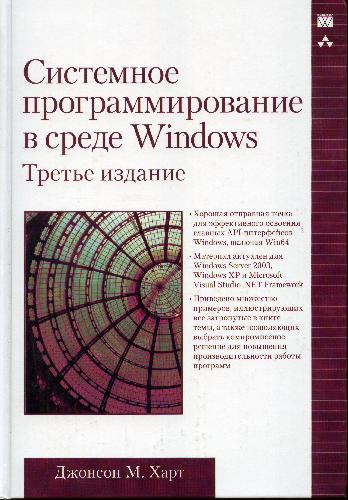 Системное
программирование
в среде Windows
Третье издание
• Хорошая отправная точка
для эффективного освоения
главных API-интерфейсов
Windows, включая Win64
• Материал актуален для
Windows Server 2003,
Windows XP и Microsoft
Visual Studio .NET Framework
• Приведено множество
примеров, иллюстрирующих
все затронутые в книге
темы, а также позволяющих
выбрать компромиссное
решение для повышения
производительности работы
программ
Джонсон М. Харт